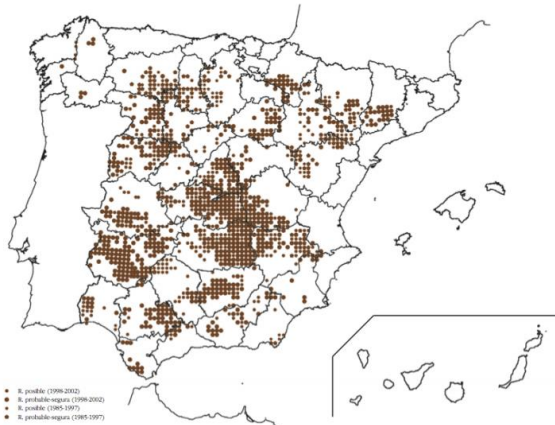 R. posible (1998-2002)
R. probable-segura (1998-2002)
R. posible (1985-1997)
R. probable-segura (1985-1997)